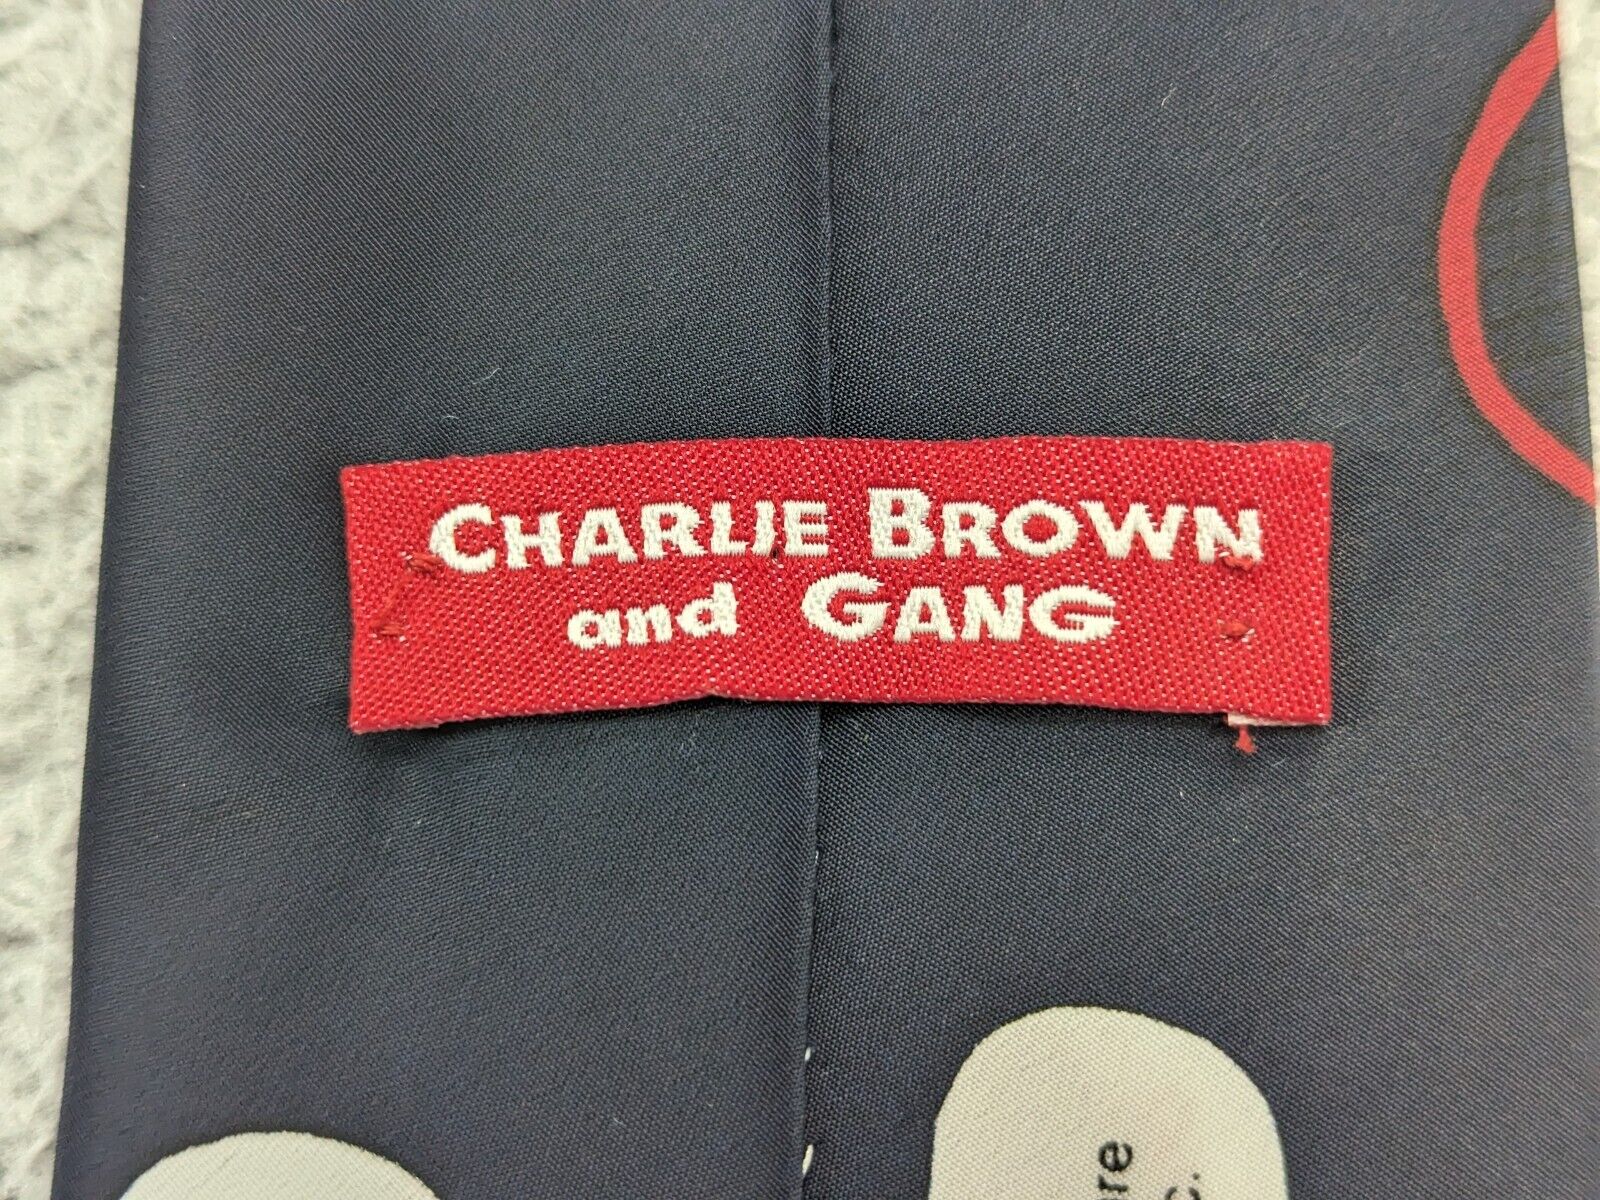 CHARLIE BROWN
and GANG